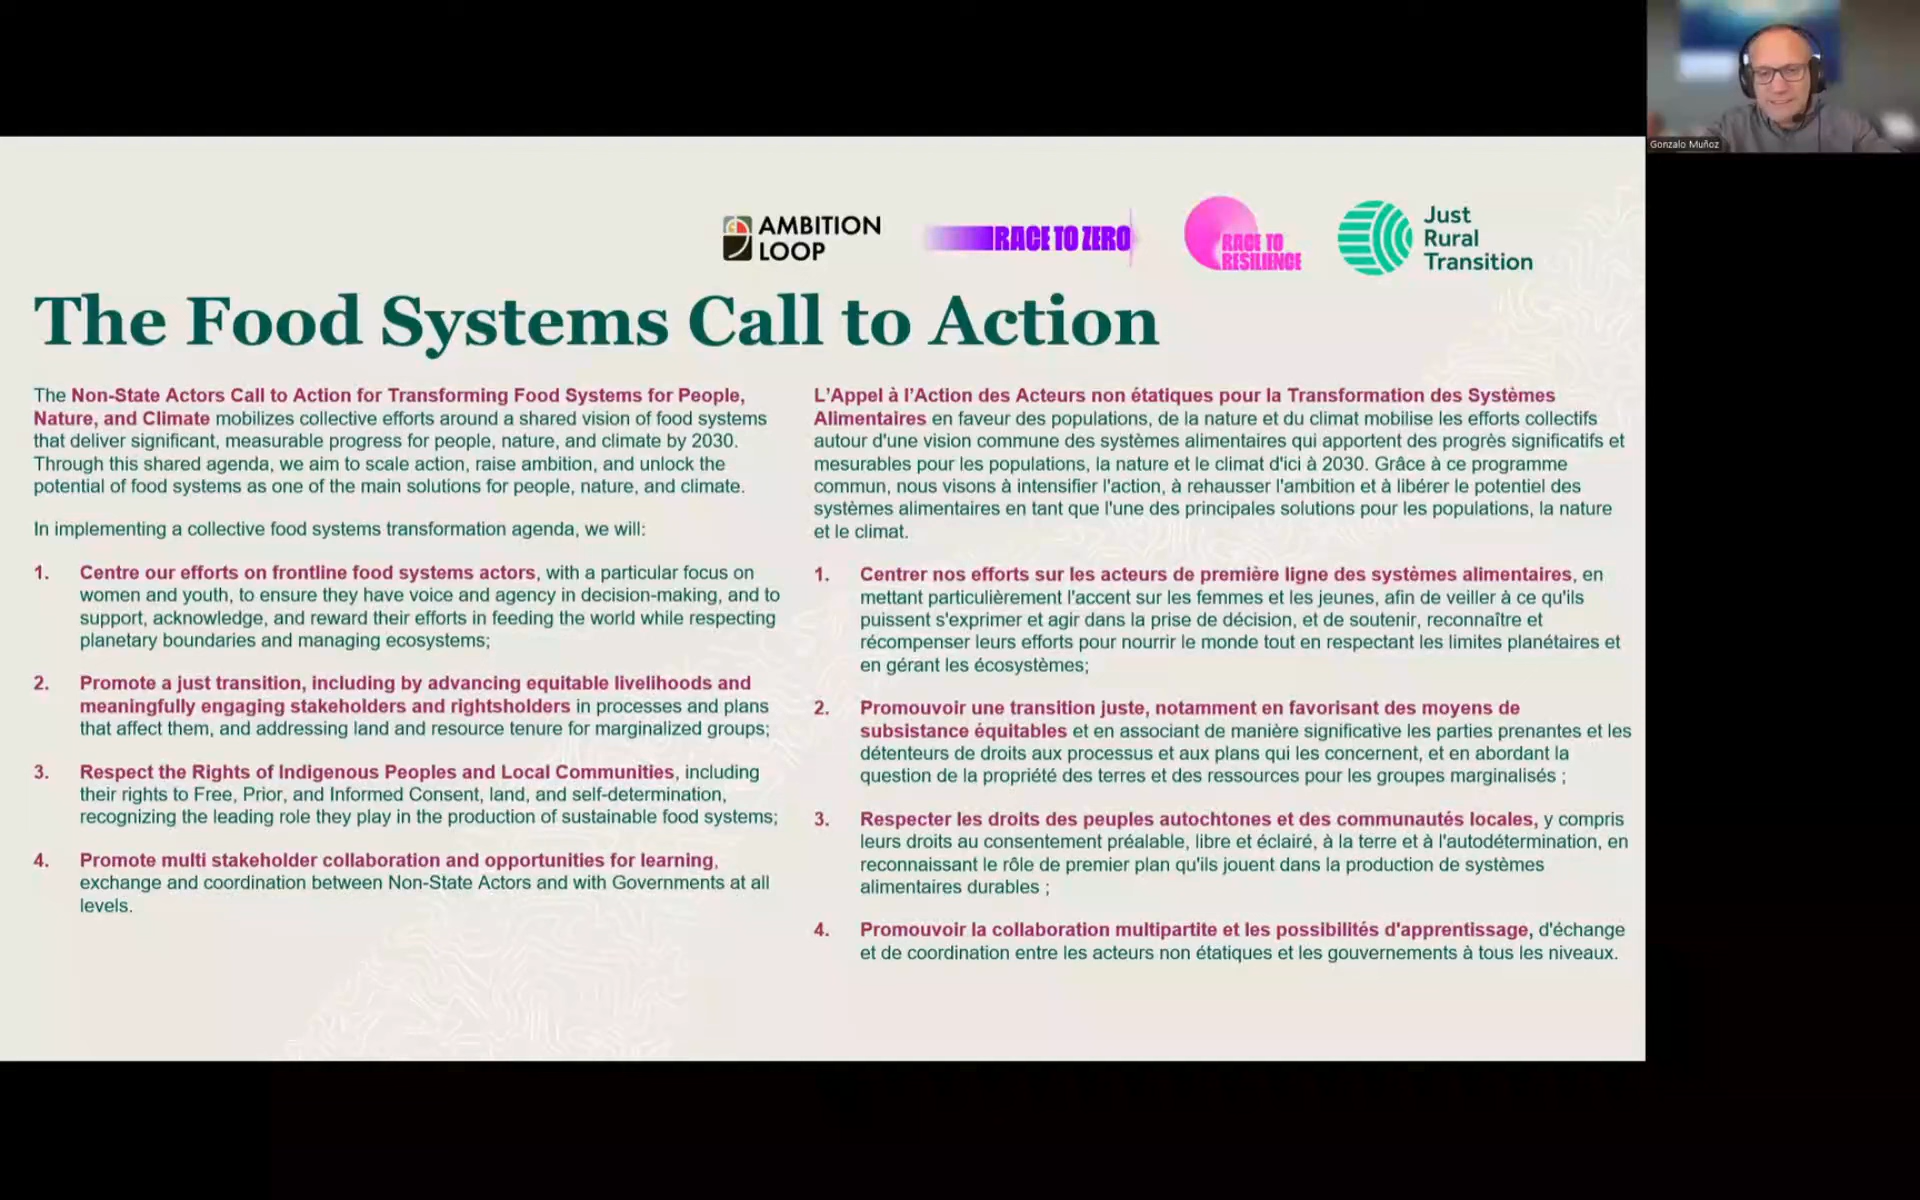 Gonzalo Muñoz
AMBITION
LOOP
RACE TO ZERO
RACE TO
RESILIENCE
Just
Rural
Transition
The Food Systems Call to Action
The Non-State Actors Call to Action for Transforming Food Systems for People,
Nature, and Climate mobilizes collective efforts around a shared vision of food systems
that deliver significant, measurable progress for people, nature, and climate by 2030.
Through this shared agenda, we aim to scale action, raise ambition, and unlock the
potential of food systems as one of the main solutions for people, nature, and climate.
In implementing a collective food systems transformation agenda, we will:
1. Centre our efforts on frontline food systems actors, with a particular focus on
women and youth, to ensure they have voice and agency in decision-making, and to
support, acknowledge, and reward their efforts in feeding the world while respecting
planetary boundaries and managing ecosystems;
2. Promote a just transition, including by advancing equitable livelihoods and
meaningfully engaging stakeholders and rightsholders in processes and plans
that affect them, and addressing land and resource tenure for marginalized groups;
3. Respect the Rights of Indigenous Peoples and Local Communities, including
their rights to Free, Prior, and Informed Consent, land, and self-determination,
recognizing the leading role they play in the production of sustainable food systems;
4. Promote multi stakeholder collaboration and opportunities for learning,
exchange and coordination between Non-State Actors and with Governments at all
levels.
L'Appel à l'Action des Acteurs non étatiques pour la Transformation des Systèmes
Alimentaires en faveur des populations, de la nature et du climat mobilise les efforts collectifs
autour d'une vision commune des systèmes alimentaires qui apportent des progrès significatifs et
mesurables pour les populations, la nature et le climat d'ici à 2030. Grâce à ce programme
commun, nous visons à intensifier l'action, à rehausser l'ambition et à libérer le potentiel des
systèmes alimentaires en tant que l'une des principales solutions pour les populations, la nature
et le climat.
1. Centrer nos efforts sur les acteurs de première ligne des systèmes alimentaires, en
mettant particulièrement l'accent sur les femmes et les jeunes, afin de veiller à ce qu'ils
puissent s'exprimer et agir dans la prise de décision, et de soutenir, reconnaître et
récompenser leurs efforts pour nourrir le monde tout en respectant les limites planétaires et
en gérant les écosystèmes;
2. Promouvoir une transition juste, notamment en favorisant des moyens de
subsistance équitables et en associant de manière significative les parties prenantes et les
détenteurs de droits aux processus et aux plans qui les concernent, et en abordant la
question de la propriété des terres et des ressources pour les groupes marginalisés ;
3. Respecter les droits des peuples autochtones et des communautés locales, y compris
leurs droits au consentement préalable, libre et éclairé, à la terre et à l'autodétermination, en
reconnaissant le rôle de premier plan qu'ils jouent dans la production de systèmes
alimentaires durables ;
4. Promouvoir la collaboration multipartite et les possibilités d'apprentissage, d'échange
et de coordination entre les acteurs non étatiques et les gouvernements à tous les niveaux.